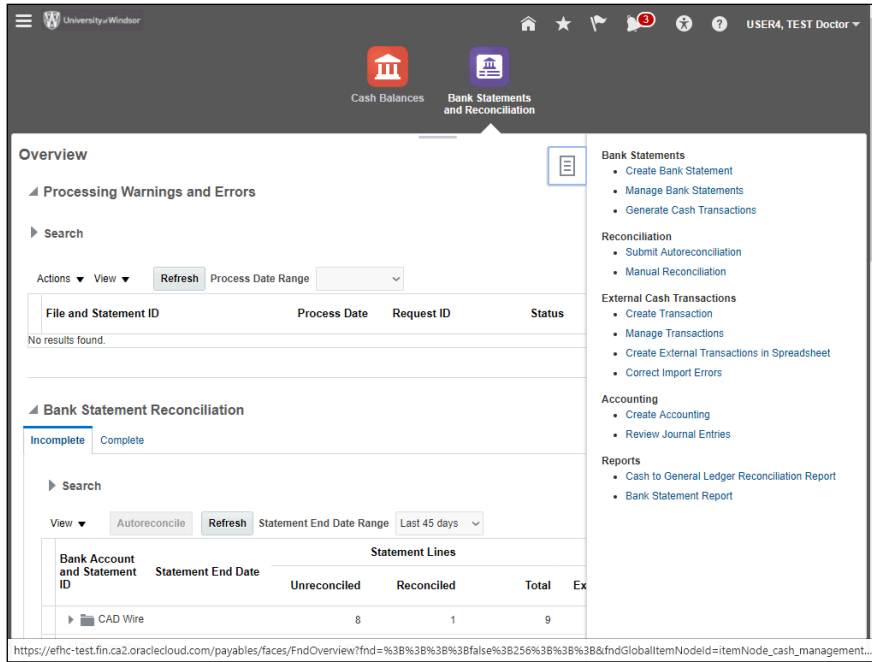 University of Windsor
3
USER4, TEST Doctor
Cash Balances
Bank Statements
and Reconciliation
Overview
Processing Warnings and Errors
Search
Actions View Refresh Process Date Range
File and Statement ID Process Date Request ID Status
No results found.
Bank Statement Reconciliation
Incomplete Complete
Search
View Autoreconcile Refresh Statement End Date Range Last 45 days
Statement Lines
Bank Account
and Statement
ID
Statement End Date
Unreconciled Reconciled Total Ex
CAD Wire 8 1 9
Bank Statements
• Create Bank Statement
• Manage Bank Statements
• Generate Cash Transactions
Reconciliation
• Submit Autoreconciliation
• Manual Reconciliation
External Cash Transactions
• Create Transaction
• Manage Transactions
• Create External Transactions in Spreadsheet
• Correct Import Errors
Accounting
• Create Accounting
• Review Journal Entries
Reports
• Cash to General Ledger Reconciliation Report
• Bank Statement Report
https://efhc-test.fin.ca2.oraclecloud.com/payables/faces/FndOverview?fnd=%3B%3B%3B%3Bfalse%3B256%3B%3B%3B&fndGlobalItemNodeId=itemNode_cash_management...